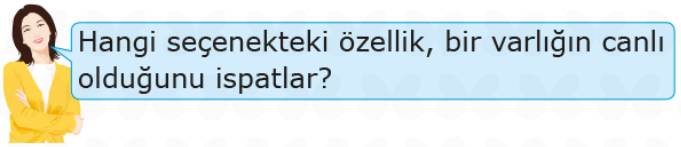 Hangi seçenekteki özellik, bir varlığın canlı
olduğunu ispatlar?